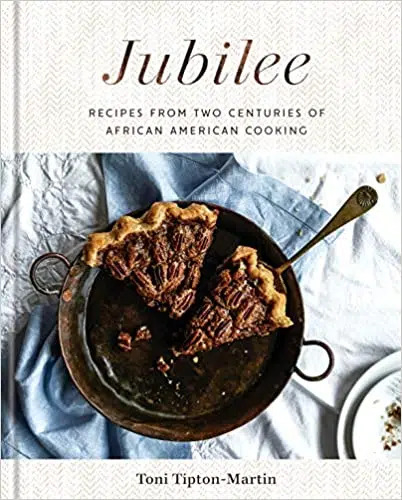 Jubilee
RECIPES FROM TWO CENTURIES OF
AFRICAN AMERICAN COOKING
Toni Tipton-Martin